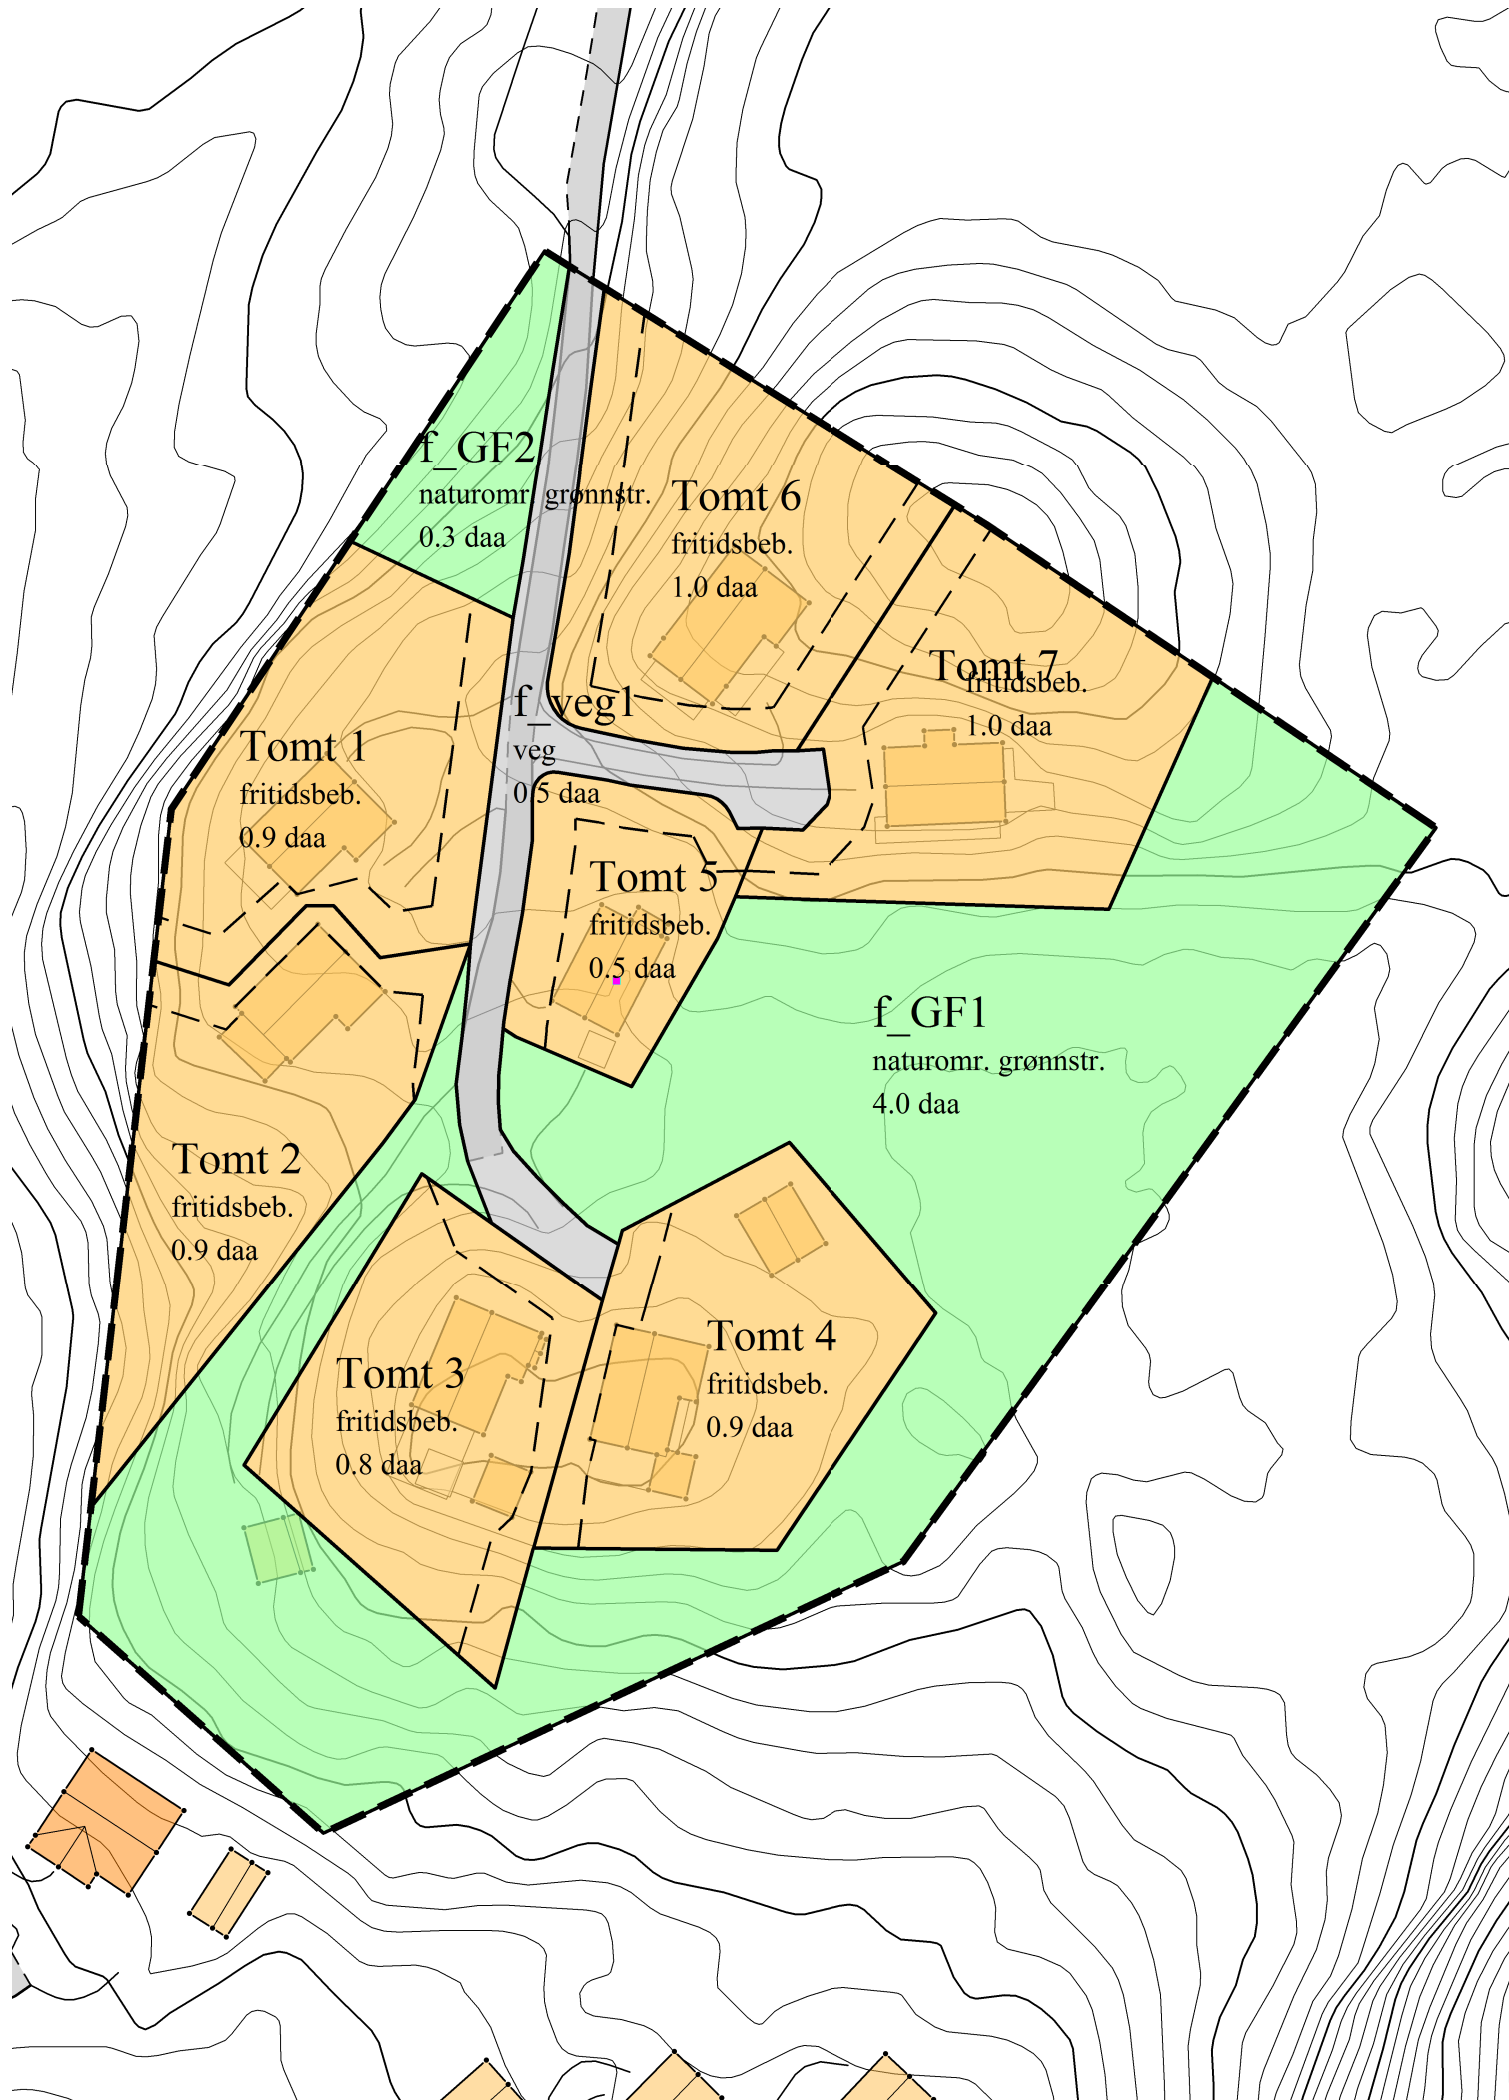 f_GF2
naturomr. grønnstr.
0.3 daa
Tomt 6
fritidsbeb.
1.0 daa
Tomt 7
fritidsbeb.
1.0 daa
f_veg1
veg
0.5 daa
Tomt 1
fritidsbeb.
0.9 daa
Tomt 5
fritidsbeb.
0.5 daa
f_GF1
naturomr. grønnstr.
4.0 daa
Tomt 2
fritidsbeb.
0.9 daa
Tomt 4
fritidsbeb.
0.9 daa
Tomt 3
fritidsbeb.
0.8 daa